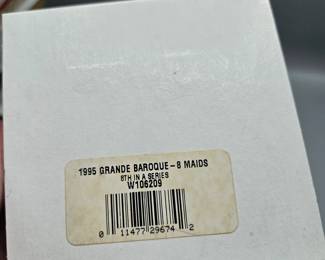 1995 GRANDE BAROQUE-8 MAIDS
8TH IN A SERIES
W106209
0 11477 29674 2